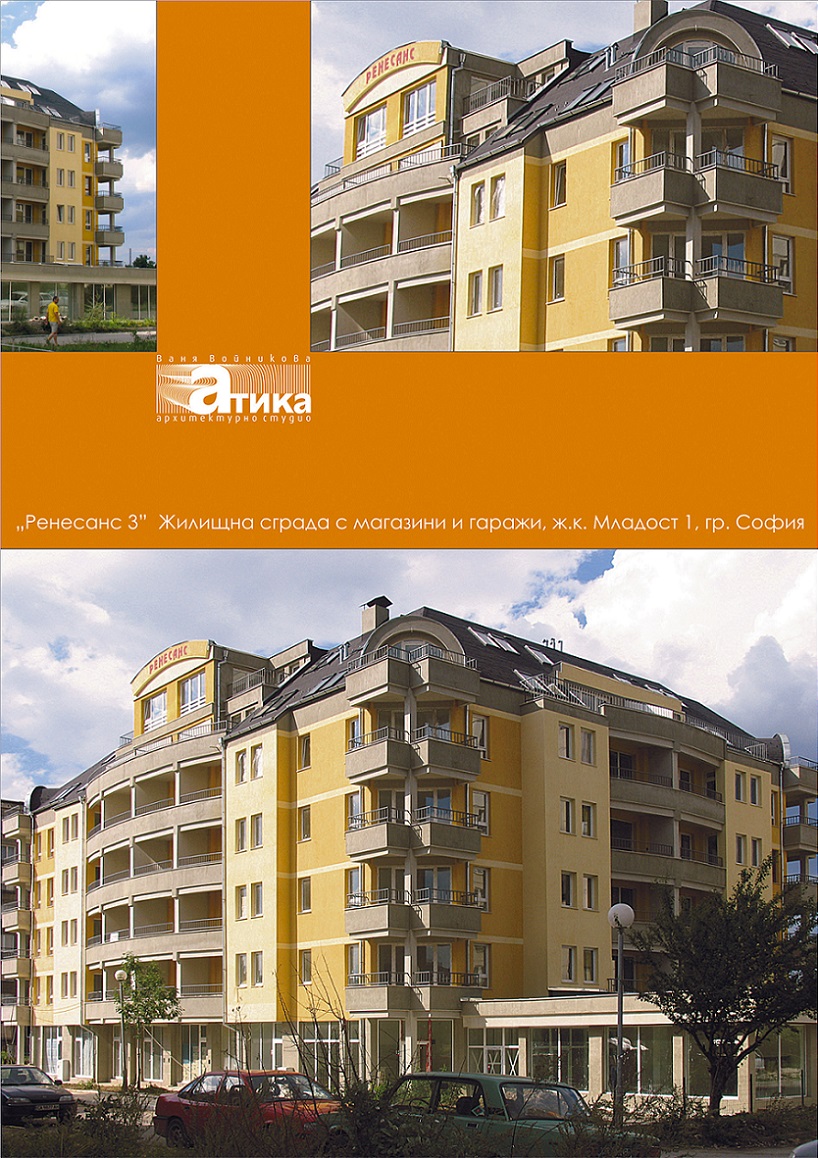 РЕНЕСАНС
Ваня Войникова
атика
архитектурно студио
„Ренесанс 3” Жилищна сграда с магазини и гаражи, ж.к. Младост 1, гр. София
РЕНЕСАНС